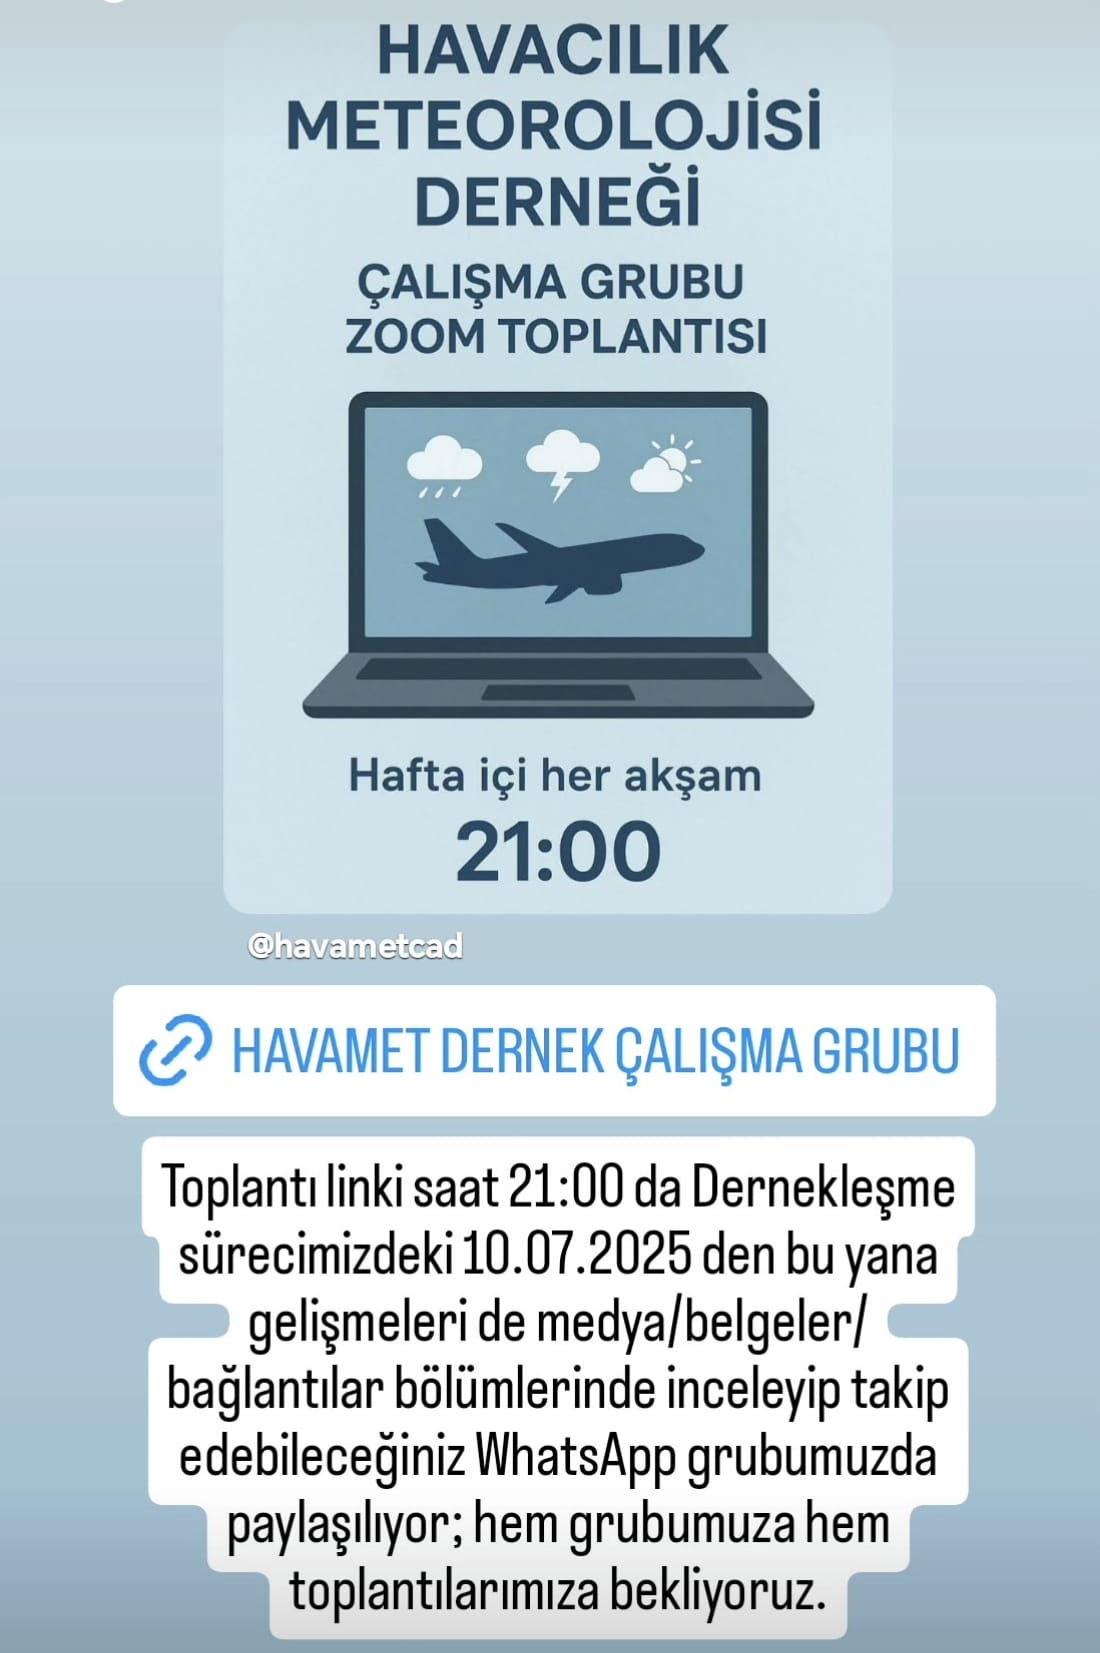 HAVACILIK
METEOROLOJİSİ
DERNEĞİ
ÇALIŞMA GRUBU
ZOOM TOPLANTISI
Hafta içi her akşam
21:00
@havametcad
HAVAMET DERNEK ÇALIŞMA GRUBU
Toplantı linki saat 21:00 da Dernekleşme
sürecimizdeki 10.07.2025 den bu yana
gelişmeleri de medya/belgeler/
bağlantılar bölümlerinde inceleyip takip
edebileceğiniz WhatsApp grubumuzda
paylaşılıyor; hem grubumuza hem
toplantılarımıza bekliyoruz.